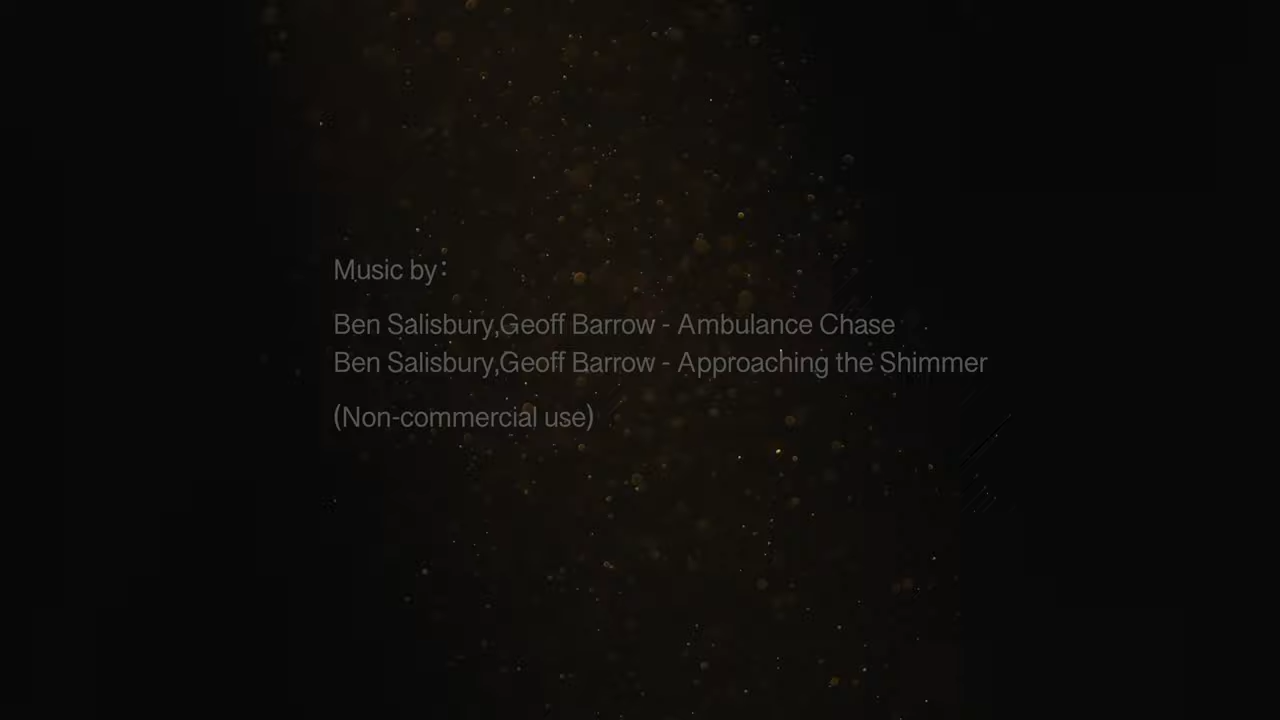 Music by:
Ben Salisbury,Geoff Barrow - Ambulance Chase
Ben Salisbury,Geoff Barrow - Approaching the Shimmer
(Non-commercial use)